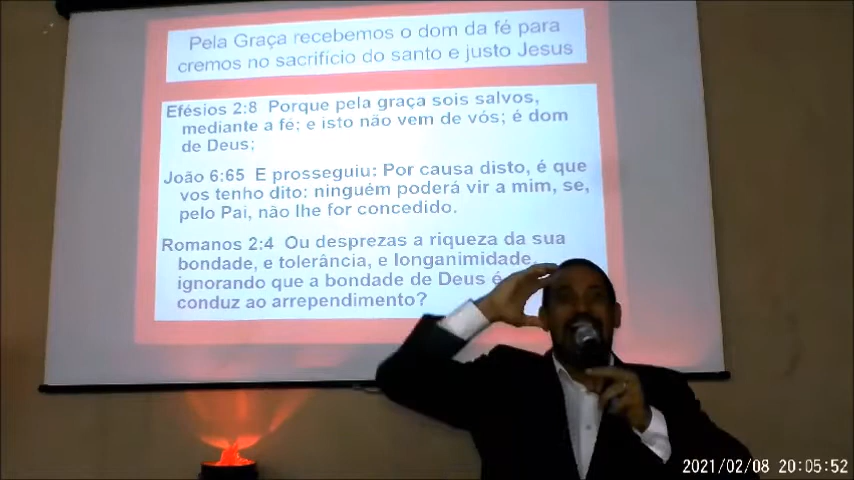 Pela Graça recebemos o dom da fé para
cremos no sacrifício do santo e justo Jesus
Efésios 2:8 Porque pela graça sois salvos,
mediante a fé; e isto não vem de vós; é dom
de Deus;
João 6:65 E prosseguiu: Por causa disto, é que
vos tenho dito: ninguém poderá vir a mim, se,
pelo Pai, não lhe for concedido.
Romanos 2:4 Ou desprezas a riqueza da sua
bondade, e tolerância, e longanimidade,
ignorando que a bondade de Deus é
conduz ao arrependimento?
2021/02/08 20:05:52